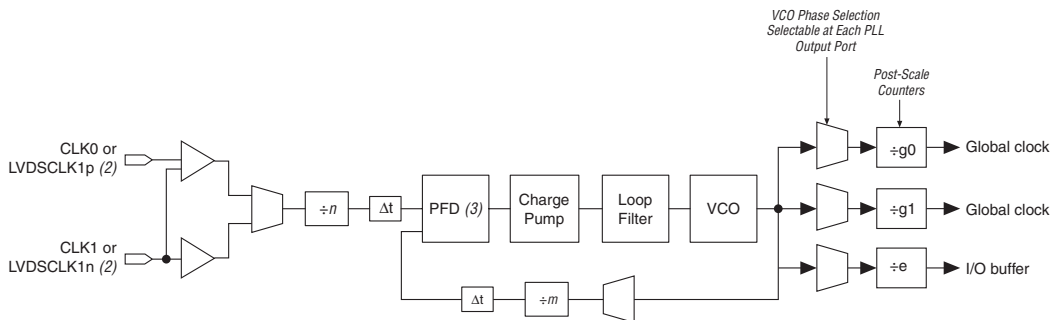 VCO Phase Selection
Selectable at Each PLL
Output Port
Post-Scale
Counters
CLK0 or
LVDSCLK1p (2)
÷g0
Global clock
÷n
Δt
PFD (3)
Charge
Pump
Loop
Filter
VCO
÷g1
Global clock
CLK1 or
LVDSCLK1n (2)
÷e
I/O buffer
Δt
÷m